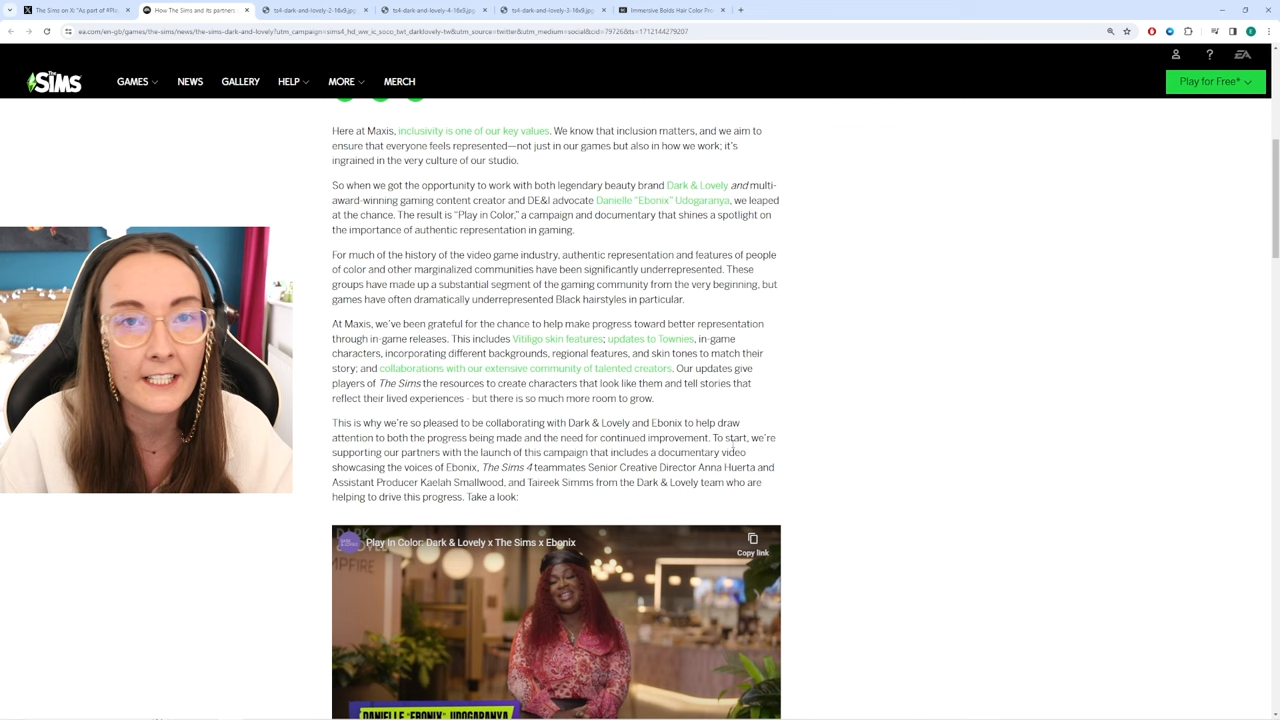 The Sims on X: "As part of #Pla
How The Sims and its partners
ts4-dark-and-lovely-2-16x9.jpg
ts4-dark-and-lovely-4-16x9.jpg
ts4-dark-and-lovely-3-16x9.jpg
Immersive Bolds Hair Color Pro
ea.com/en-gb/games/the-sims/news/the-sims-dark-and-lovely?utm_campaign=sims4_hd_ww_ic_soco_twt_darklovely-tw&utm_source=twitter&utm_medium=social&cid=79726&ts=1712144279207
EA
The SIMS GAMES NEWS GALLERY HELP MORE MERCH Play for Free*
Here at Maxis, inclusivity is one of our key values. We know that inclusion matters, and we aim to
ensure that everyone feels represented—not just in our games but also in how we work; it's
ingrained in the very culture of our studio.
So when we got the opportunity to work with both legendary beauty brand Dark & Lovely and multi-
award-winning gaming content creator and DE&I advocate Danielle "Ebonix" Udogaranya, we leaped
at the chance. The result is "Play in Color," a campaign and documentary that shines a spotlight on
the importance of authentic representation in gaming.
For much of the history of the video game industry, authentic representation and features of people
of color and other marginalized communities have been significantly underrepresented. These
groups have made up a substantial segment of the gaming community from the very beginning, but
games have often dramatically underrepresented Black hairstyles in particular.
At Maxis, we've been grateful for the chance to help make progress toward better representation
through in-game releases. This includes Vitiligo skin features; updates to Townies, in-game
characters, incorporating different backgrounds, regional features, and skin tones to match their
story; and collaborations with our extensive community of talented creators. Our updates give
players of The Sims the resources to create characters that look like them and tell stories that
reflect their lived experiences - but there is so much more room to grow.
This is why we're so pleased to be collaborating with Dark & Lovely and Ebonix to help draw
attention to both the progress being made and the need for continued improvement. To start, we're
supporting our partners with the launch of this campaign that includes a documentary video
showcasing the voices of Ebonix, The Sims 4 teammates Senior Creative Director Anna Huerta and
Assistant Producer Kaelah Smallwood, and Taireek Simms from the Dark & Lovely team who are
helping to drive this progress. Take a look:
Play In Color: Dark & Lovely x The Sims x Ebonix
Copy link
DANIELLE "EBONIX" UDOGARANYA